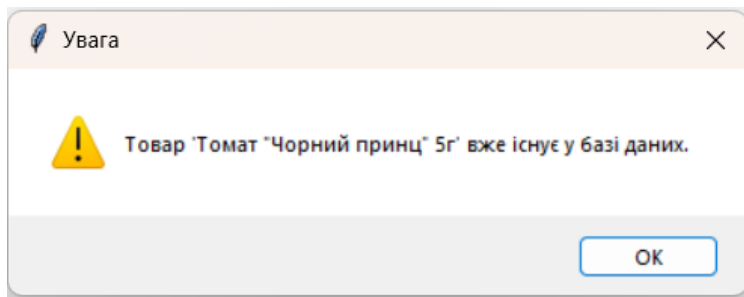 Увага
Товар 'Томат "Чорний принц" 5г' вже існує у базі даних.
OK